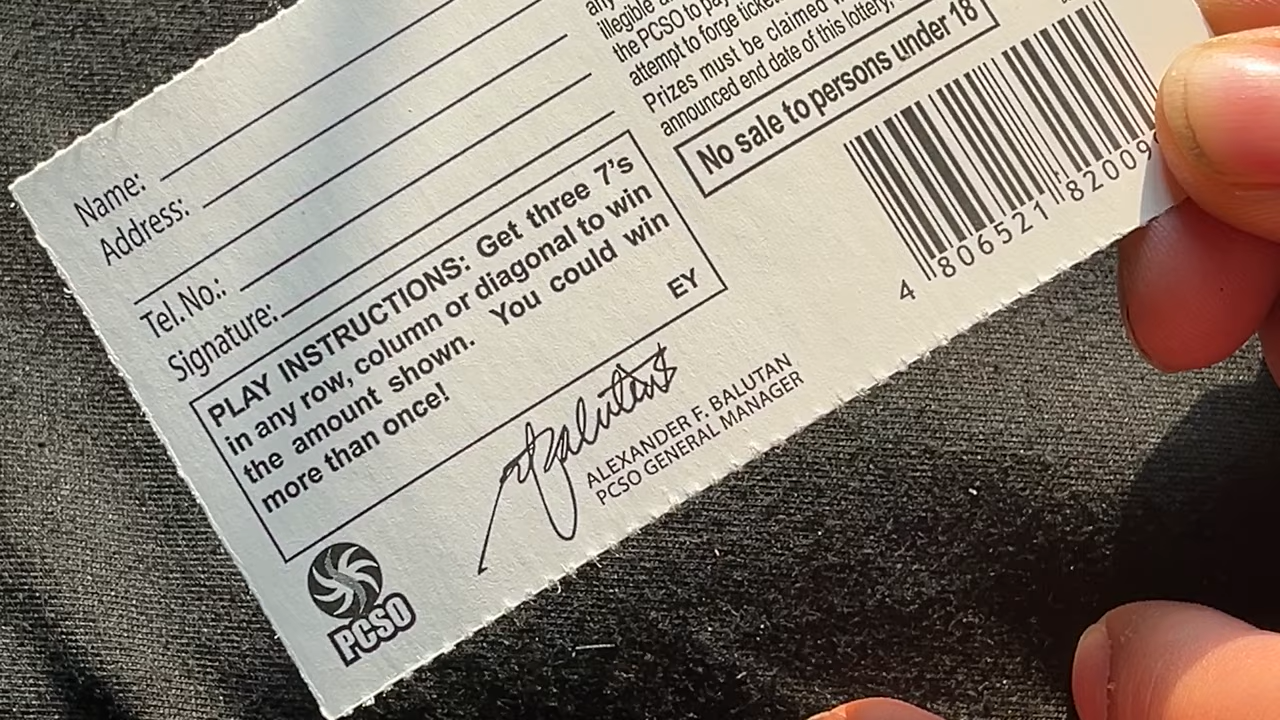 Name:
Address:
Tel. No.:
Signature:
PLAY INSTRUCTIONS: Get three 7's
in any row, column or diagonal to win
the amount shown. You could win
more than once!
EY
any
illegible
the PCSO to pay
attempt to forge ticket
Prizes must be claimed
announced end date of this lottery,
No sale to persons under 18
4 806521 82009
ALEXANDER F. BALUTAN
PCSO GENERAL MANAGER
PCSO